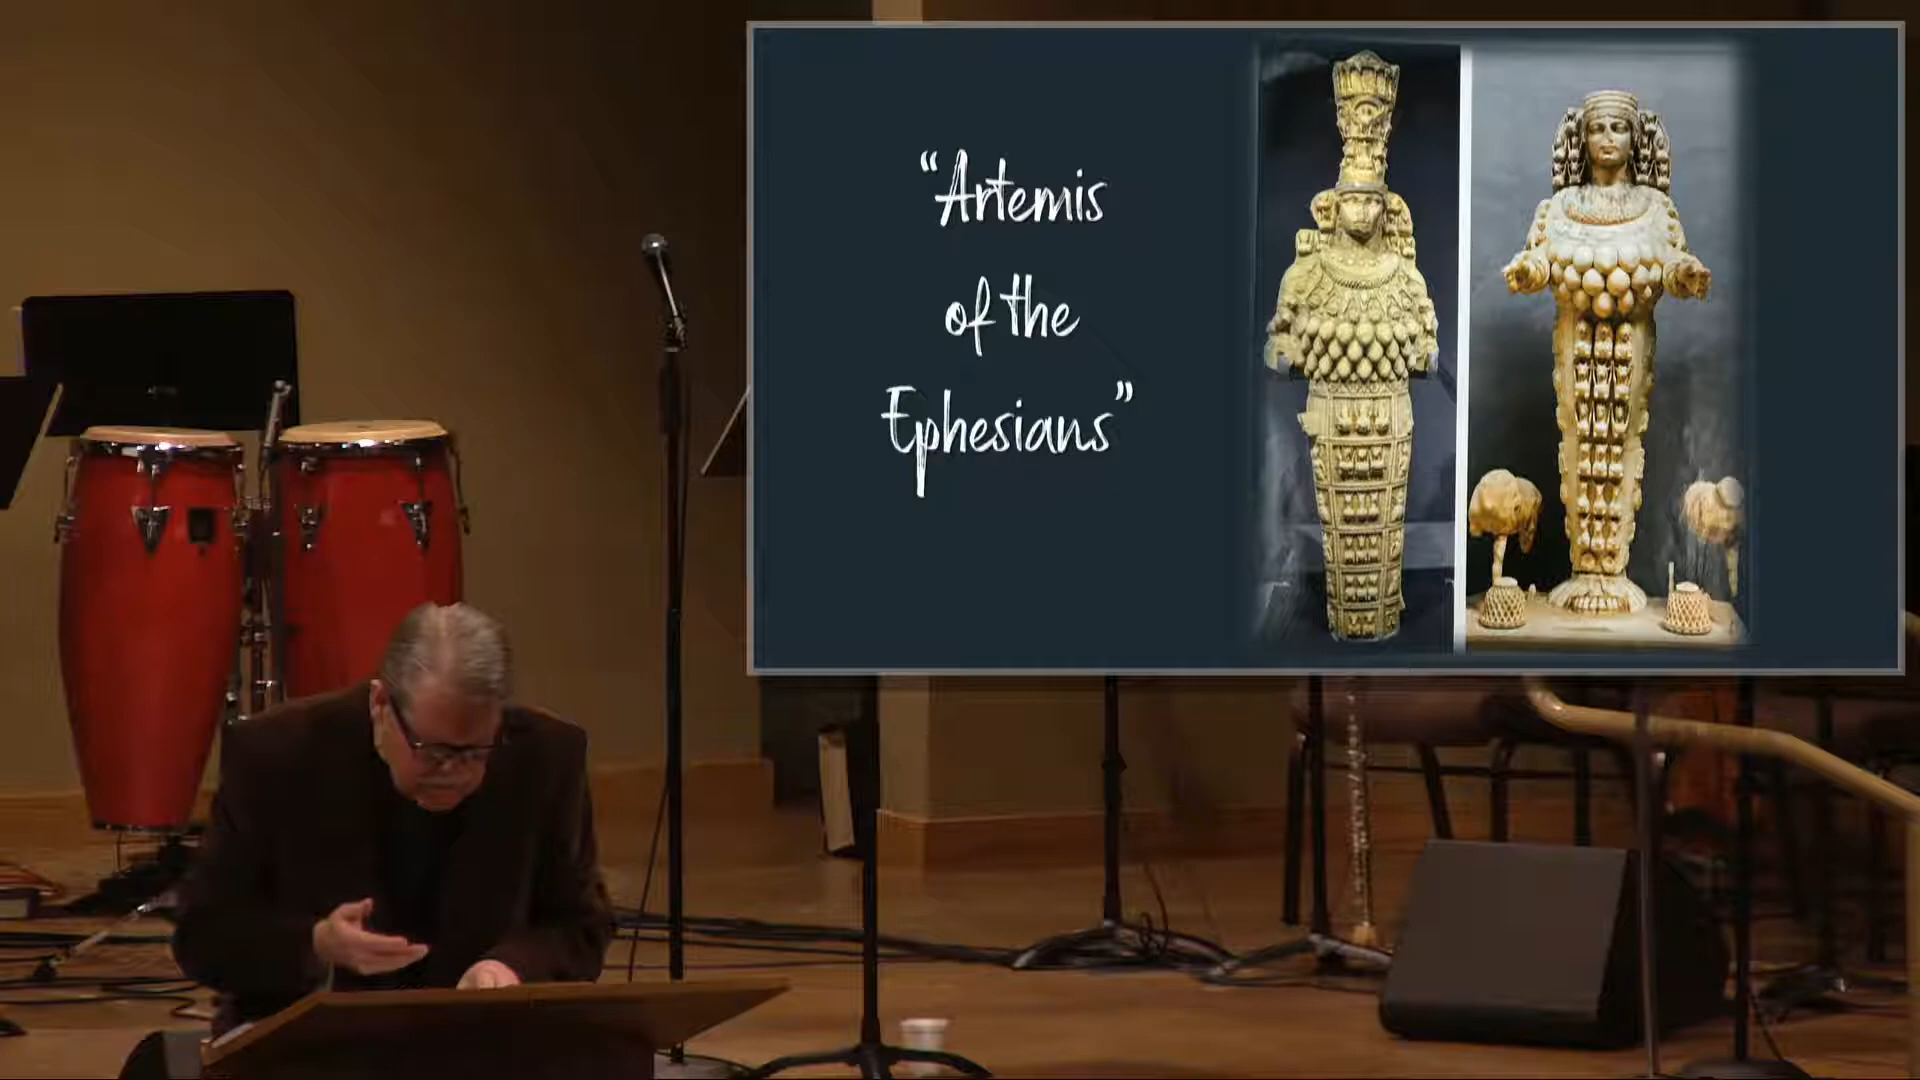 “Artemis
of the
Ephesians”